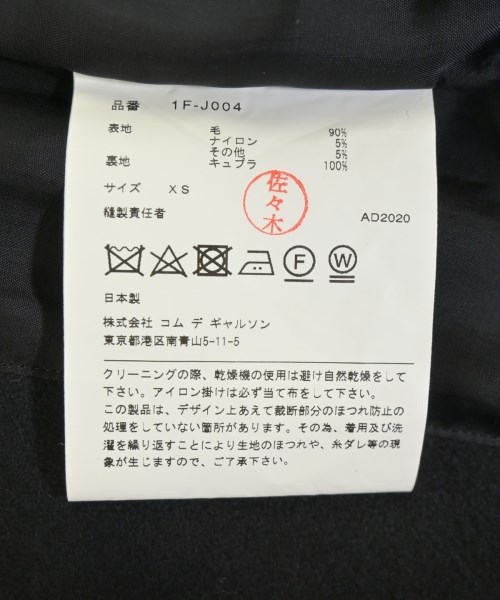 品番 1F-J004
表地 毛 90%
ナイロン 5%
その他 5%
裏地 キュプラ 100%
サイズ XS
佐々木
縫製責任者 AD2020
F W
日本製
株式会社 コム デ ギャルソン
東京都港区南青山5-11-5
クリーニングの際、乾燥機の使用は避け自然乾燥をして
下さい。アイロン掛けは必ず当て布をして下さい。
この製品は、デザイン上あえて裁断部分のほつれ防止の
処理をしていない箇所があります。その為、着用及び洗
濯を繰り返すことにより生地のほつれや、糸ダレ等の現
象が生じますので、ご了承下さい。